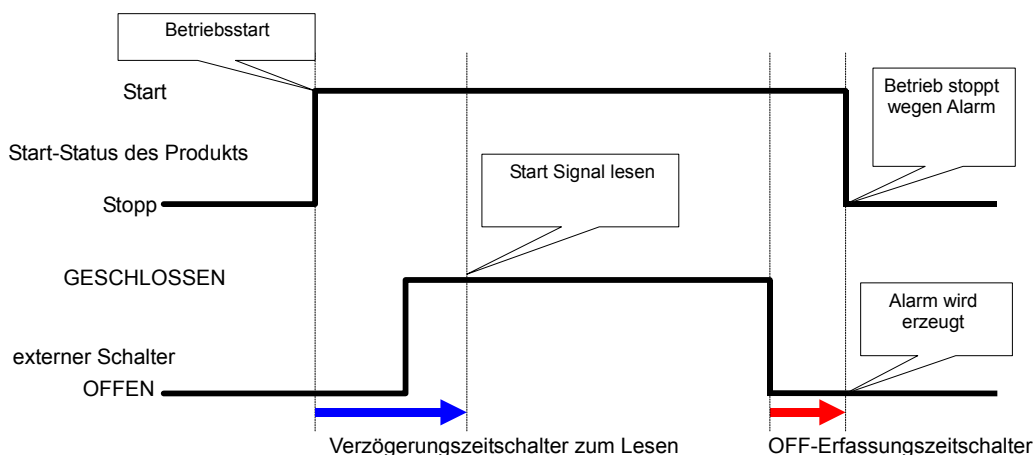 Betriebsstart
Start
Betrieb stoppt
wegen Alarm
Start-Status des Produkts
Start Signal lesen
Stopp
GESCHLOSSEN
Alarm wird
erzeugt
externer Schalter
OFFEN
Verzögerungszeitschalter zum Lesen
OFF-Erfassungszeitschalter